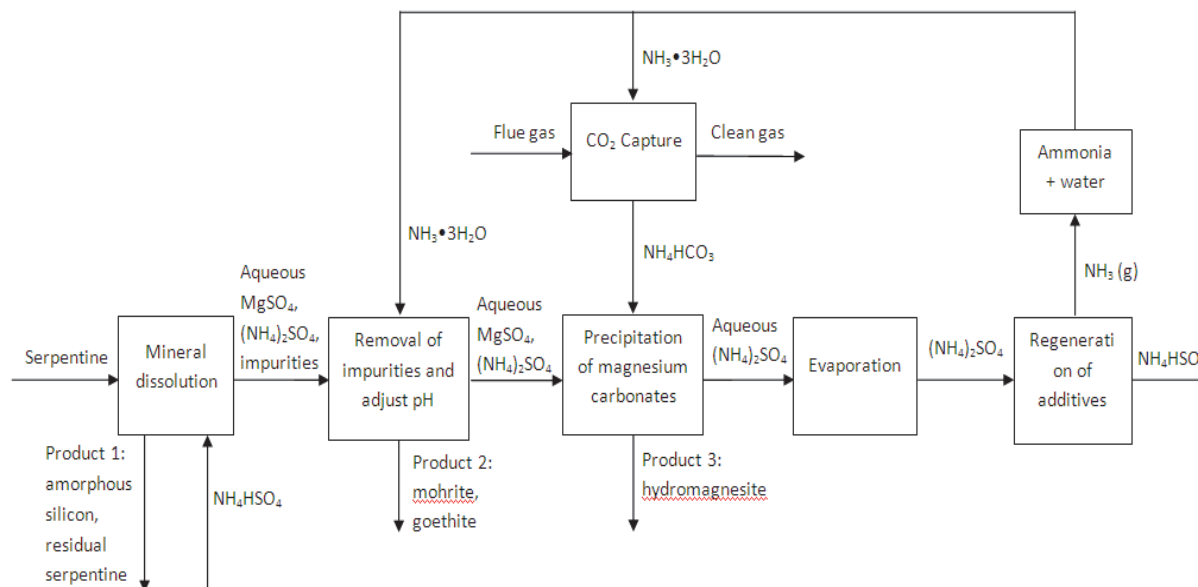 NH₃•3H₂O
Flue gas
CO₂ Capture
Clean gas
Ammonia
+ water
NH₃•3H₂O
NH₄HCO₃
NH₃ (g)
Aqueous
MgSO₄,
(NH₄)₂SO₄,
impurities
Aqueous
MgSO₄,
(NH₄)₂SO₄
Aqueous
(NH₄)₂SO₄
(NH₄)₂SO₄
Serpentine
Mineral
dissolution
Removal of
impurities and
adjust pH
Precipitation
of magnesium
carbonates
Evaporation
Regenerati
on of
additives
NH₄HSO
Product 1:
amorphous
silicon,
residual
serpentine
NH₄HSO₄
Product 2:
mohrite,
goethite
Product 3:
hydromagnesite